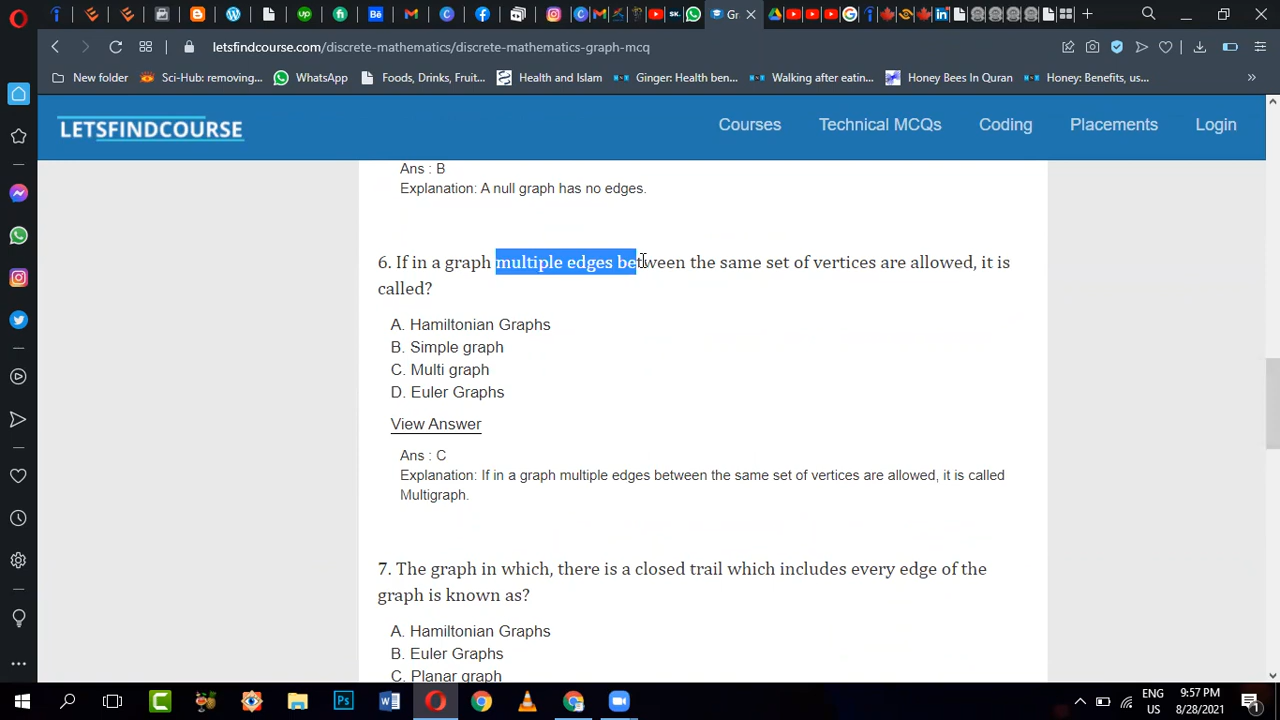 Gr
letsfindcourse.com/discrete-mathematics/discrete-mathematics-graph-mcq
New folder
Sci-Hub: removing...
WhatsApp
Foods, Drinks, Fruit...
Health and Islam
Ginger: Health ben...
Walking after eatin...
Honey Bees In Quran
Honey: Benefits, us...
LETSFINDCOURSE
Courses
Technical MCQs
Coding
Placements
Login
Ans : B
Explanation: A null graph has no edges.
6. If in a graph multiple edges between the same set of vertices are allowed, it is
called?
A. Hamiltonian Graphs
B. Simple graph
C. Multi graph
D. Euler Graphs
View Answer
Ans : C
Explanation: If in a graph multiple edges between the same set of vertices are allowed, it is called
Multigraph.
7. The graph in which, there is a closed trail which includes every edge of the
graph is known as?
A. Hamiltonian Graphs
B. Euler Graphs
C. Planar graph
ENG
US
9:57 PM
8/28/2021